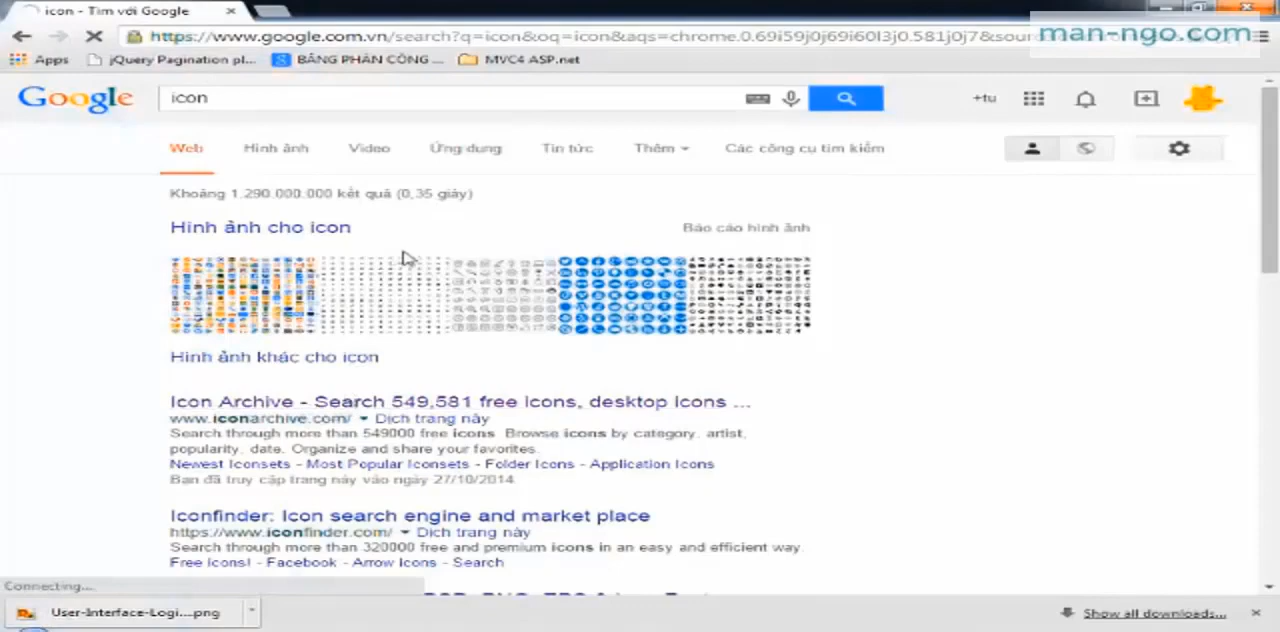 icon - Tìm với Google
https://www.google.com.vn/search?q=icon&oq=icon&aqs=chrome.0.69i59j0j69i60l3j0.581j0j7&sour
man-ngo.com
Apps jQuery Pagination pl... BẢNG PHÂN CÔNG ... MVC4 ASP.net
Google icon +tu
Web Hình ảnh Video Ứng dụng Tin tức Thêm Các công cụ tìm kiếm
Khoảng 1.290.000.000 kết quả (0,35 giây)
Hình ảnh cho icon Báo cáo hình ảnh
Hình ảnh khác cho icon
Icon Archive - Search 549,581 free icons, desktop icons ...
www.iconarchive.com/ Dịch trang này
Search through more than 549000 free icons. Browse icons by category, artist,
popularity, date. Organize and share your favorites.
Newest Iconsets - Most Popular Iconsets - Folder Icons - Application Icons
Bạn đã truy cập trang này vào ngày 27/10/2014.
Iconfinder: Icon search engine and market place
https://www.iconfinder.com/ Dịch trang này
Search through more than 320000 free and premium icons in an easy and efficient way.
Free Icons! - Facebook - Arrow Icons - Search
Connecting...
User-Interface-Logi....png Show all downloads...